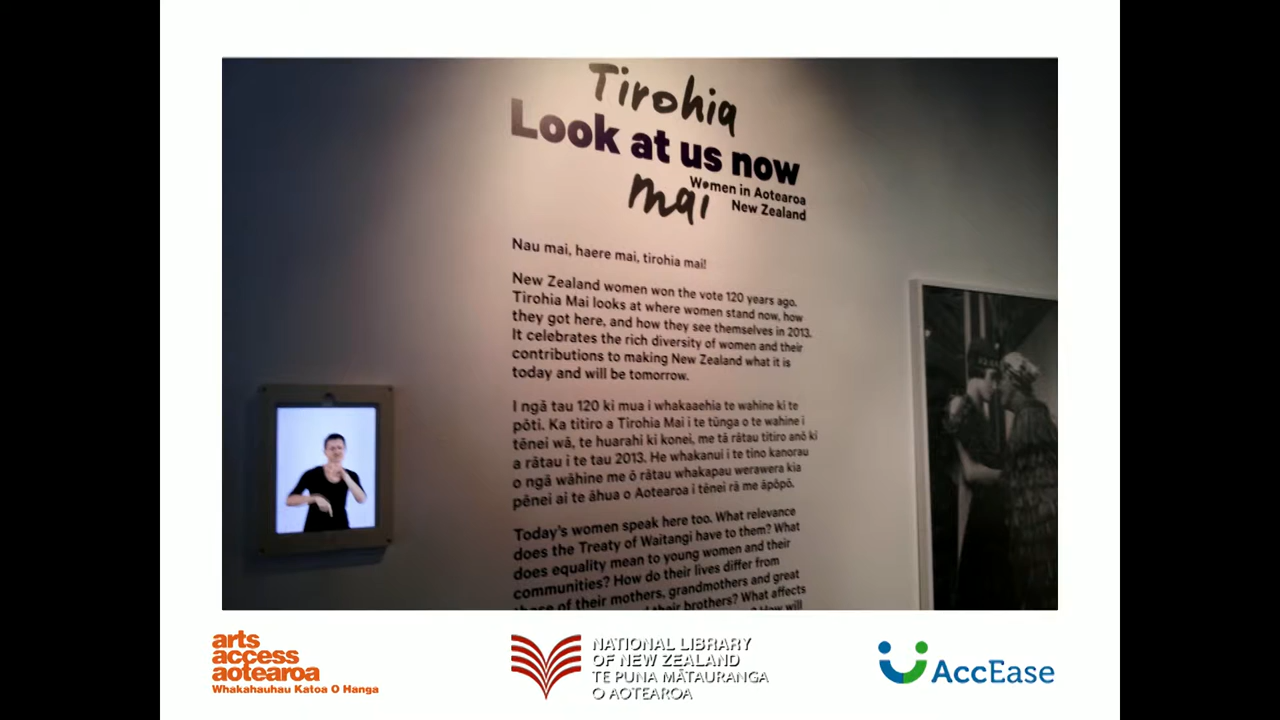 Tirohia
Look at us now
mai
Women in Aotearoa
New Zealand
Nau mai, haere mai, tirohia mai!
New Zealand women won the vote 120 years ago.
Tirohia Mai looks at where women stand now, how
they got here, and how they see themselves in 2013.
It celebrates the rich diversity of women and their
contributions to making New Zealand what it is
today and will be tomorrow.
I ngā tau 120 ki mua i whakaaehia te wahine ki te
pōti. Ka titiro a Tirohia Mai i te tūnga o te wahine i
tēnei wā, te huarahi ki konei, me tā rātau titiro anō ki
a rātau i te tau 2013. He whakanui i te tino kanorau
o ngā wāhine me ō rātau whakapau werawera kia
pēnei ai te āhua o Aotearoa i tēnei rā me āpōpō.
Today's women speak here too. What relevance
does the Treaty of Waitangi have to them? What
does equality mean to young women and their
communities? How do their lives differ from
those of their mothers, grandmothers and great
their brothers? What affects
How will
arts
access
aotearoa
Whakahauhau Katoa O Hanga
NATIONAL LIBRARY
OF NEW ZEALAND
TE PUNA MĀTAURANGA
O AOTEAROA
AccEase